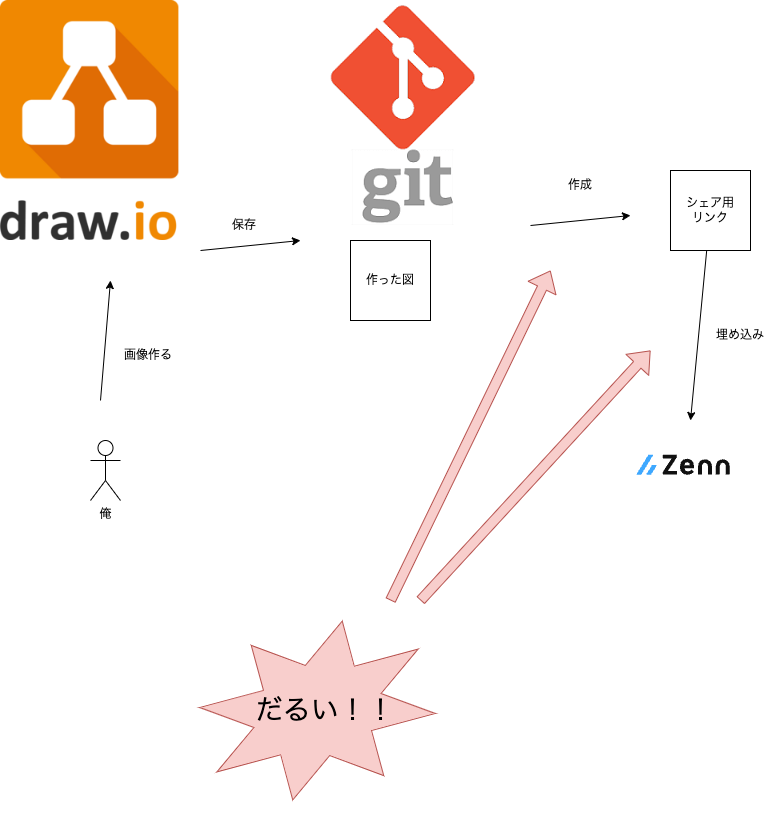 draw.io
git
保存
作成
シェア用
リンク
作った図
画像作る
埋め込み
Zenn
俺
だるい！！